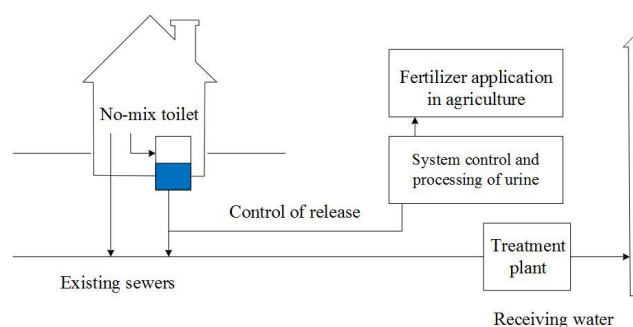 No-mix toilet
Fertilizer application
in agriculture
System control and
processing of urine
Control of release
Treatment
plant
Existing sewers
Receiving water